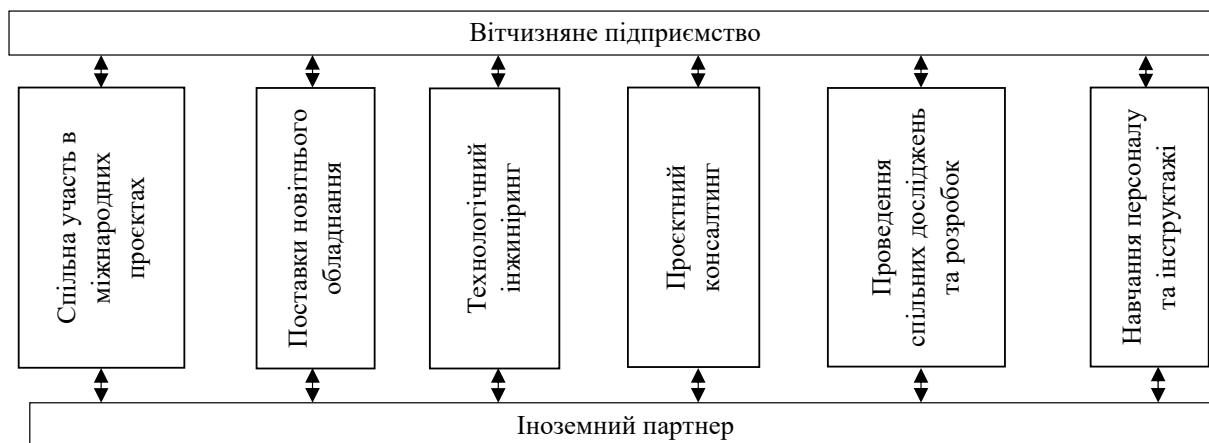 Вітчизняне підприємство
Спільна участь в
міжнародних
проєктах
Поставки новітнього
обладнання
Технологічний
інжиніринг
Проєктний
консалтинг
Проведення
спільних досліджень
та розробок
Навчання персоналу
та інструктажі
Іноземний партнер